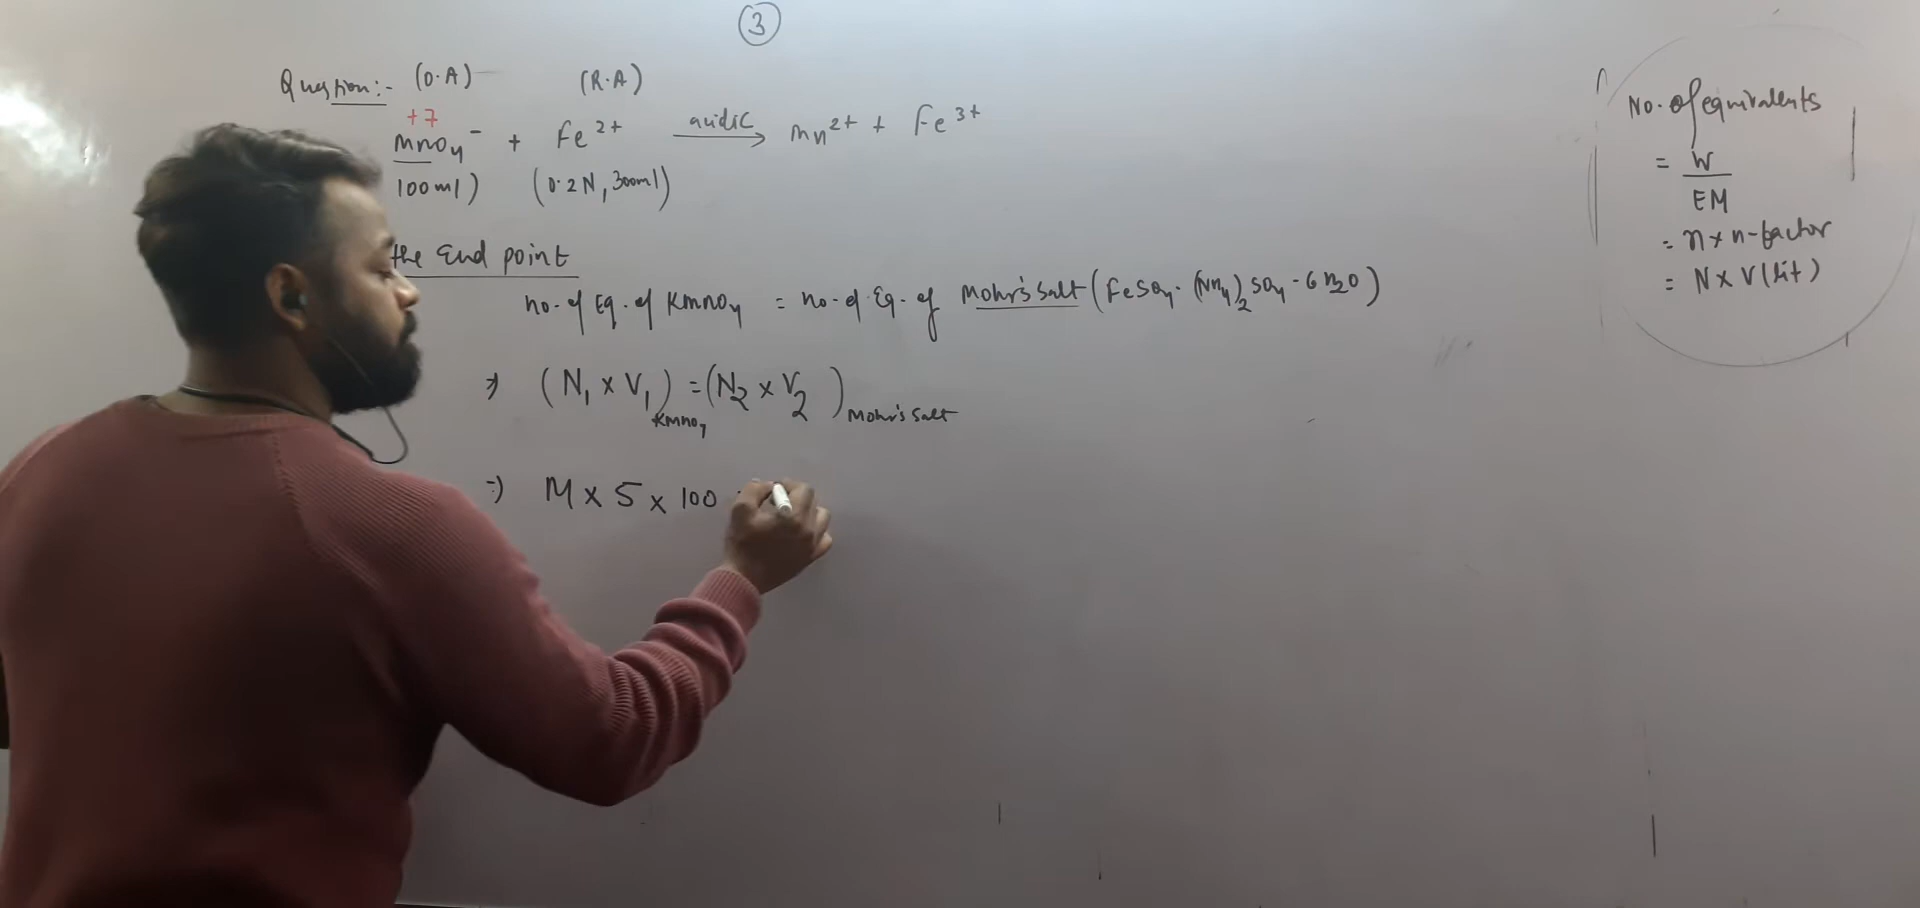 3
Question:- (O.A) (R.A)
+7
MnO4⁻ + Fe²⁺ acidic → Mn²⁺ + Fe³⁺
100ml) (0.2N, 300ml)
the End point
no. of Eq. of KMnO4 = no. of Eq. of Mohr's Salt (FeSO4. (NH4)2SO4 - 6H2O)
⇒ (N1 × V1)KMnO4 = (N2 × V2)Mohr's Salt
⇒ M × 5 × 100
No. of equivalents
= W/EM
= n × n-factor
= N × V(lit)